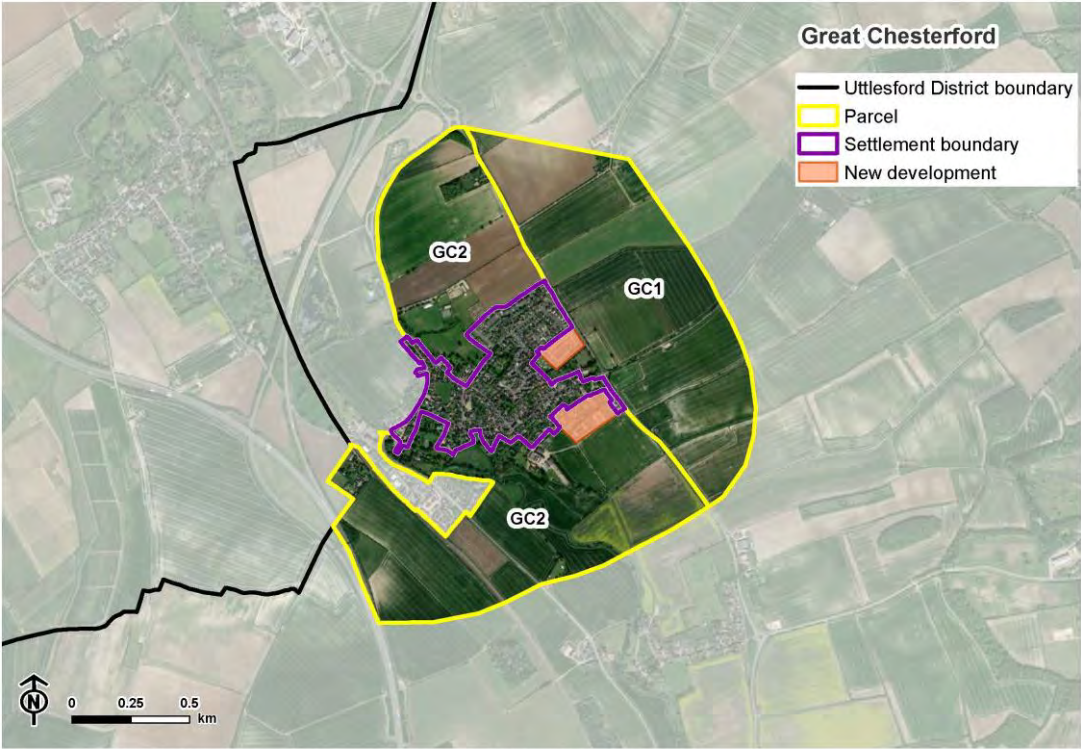 Great Chesterford
Uttlesford District boundary
Parcel
Settlement boundary
New development
GC2
GC1
GC2
N
0 0.25 0.5
km